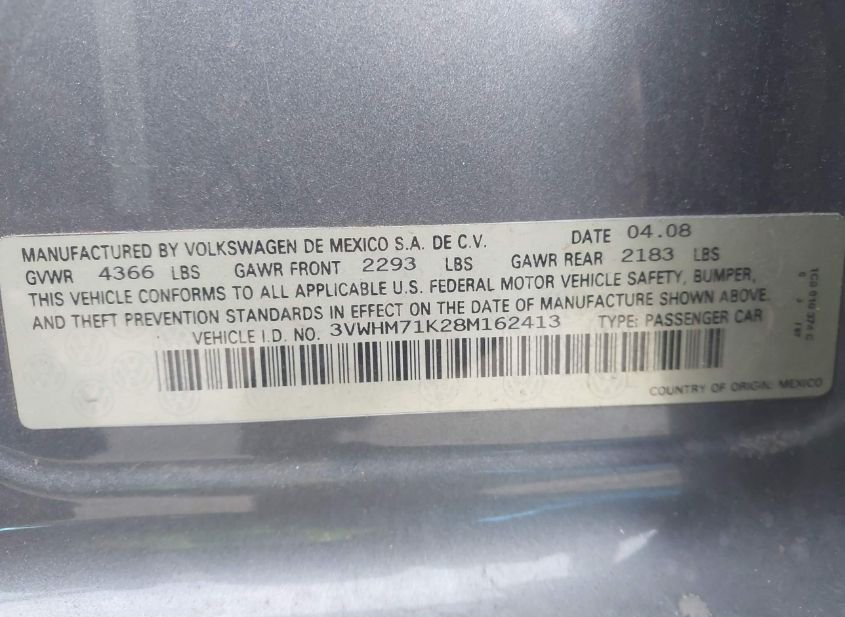 MANUFACTURED BY VOLKSWAGEN DE MEXICO S.A. DE C.V. DATE 04.08
GVWR 4366 LBS GAWR FRONT 2293 LBS GAWR REAR 2183 LBS
THIS VEHICLE CONFORMS TO ALL APPLICABLE U.S. FEDERAL MOTOR VEHICLE SAFETY, BUMPER,
AND THEFT PREVENTION STANDARDS IN EFFECT ON THE DATE OF MANUFACTURE SHOWN ABOVE.
VEHICLE I.D. NO. 3VWHM71K28M162413 TYPE: PASSENGER CAR
COUNTRY OF ORIGIN: MEXICO